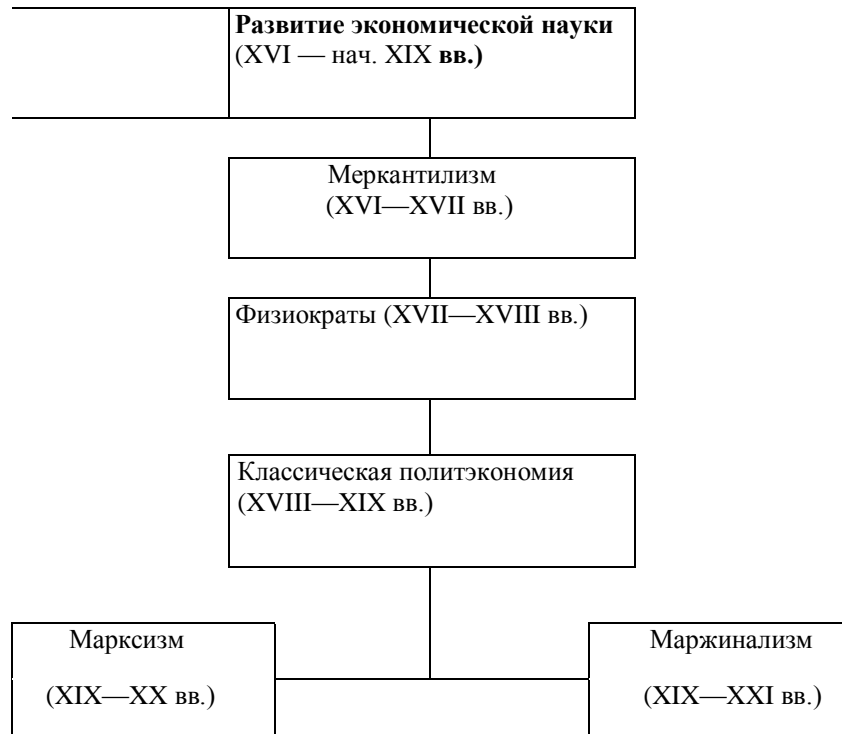 Развитие экономической науки
(XVI — нач. XIX вв.)
Меркантилизм
(XVI—XVII вв.)
Физиократы (XVII—XVIII вв.)
Классическая политэкономия
(XVIII—XIX вв.)
Марксизм
(XIX—XX вв.)
Маржинализм
(XIX—XXI вв.)